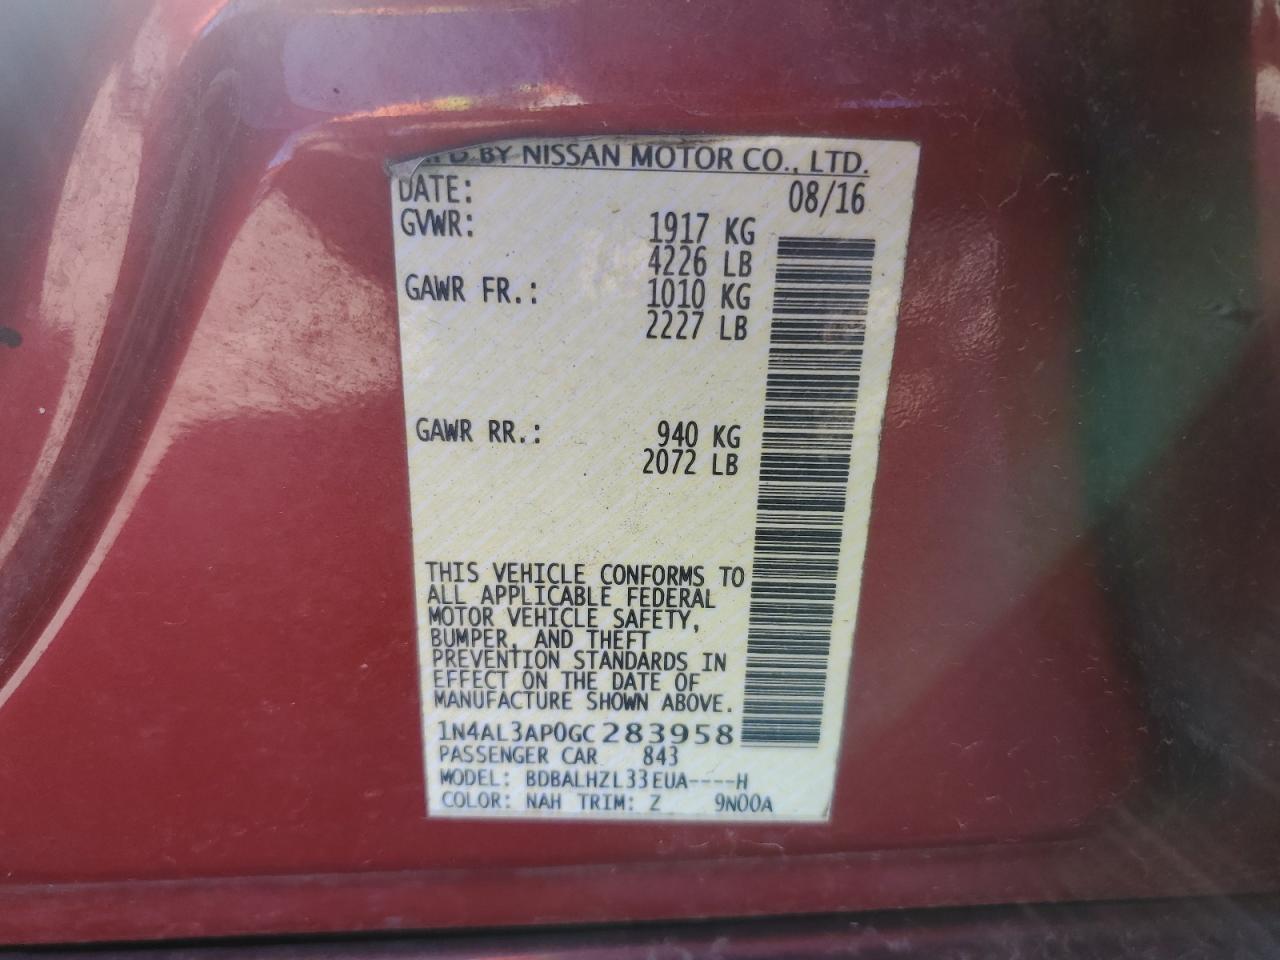 MFD BY NISSAN MOTOR CO., LTD.
DATE: 08/16
GVWR: 1917 KG
4226 LB
GAWR FR.: 1010 KG
2227 LB
GAWR RR.: 940 KG
2072 LB
THIS VEHICLE CONFORMS TO
ALL APPLICABLE FEDERAL
MOTOR VEHICLE SAFETY,
BUMPER, AND THEFT
PREVENTION STANDARDS IN
EFFECT ON THE DATE OF
MANUFACTURE SHOWN ABOVE.
1N4AL3AP0GC283958
PASSENGER CAR 843
MODEL: BDBALHZL33EUA----H
COLOR: NAH TRIM: Z 9N00A